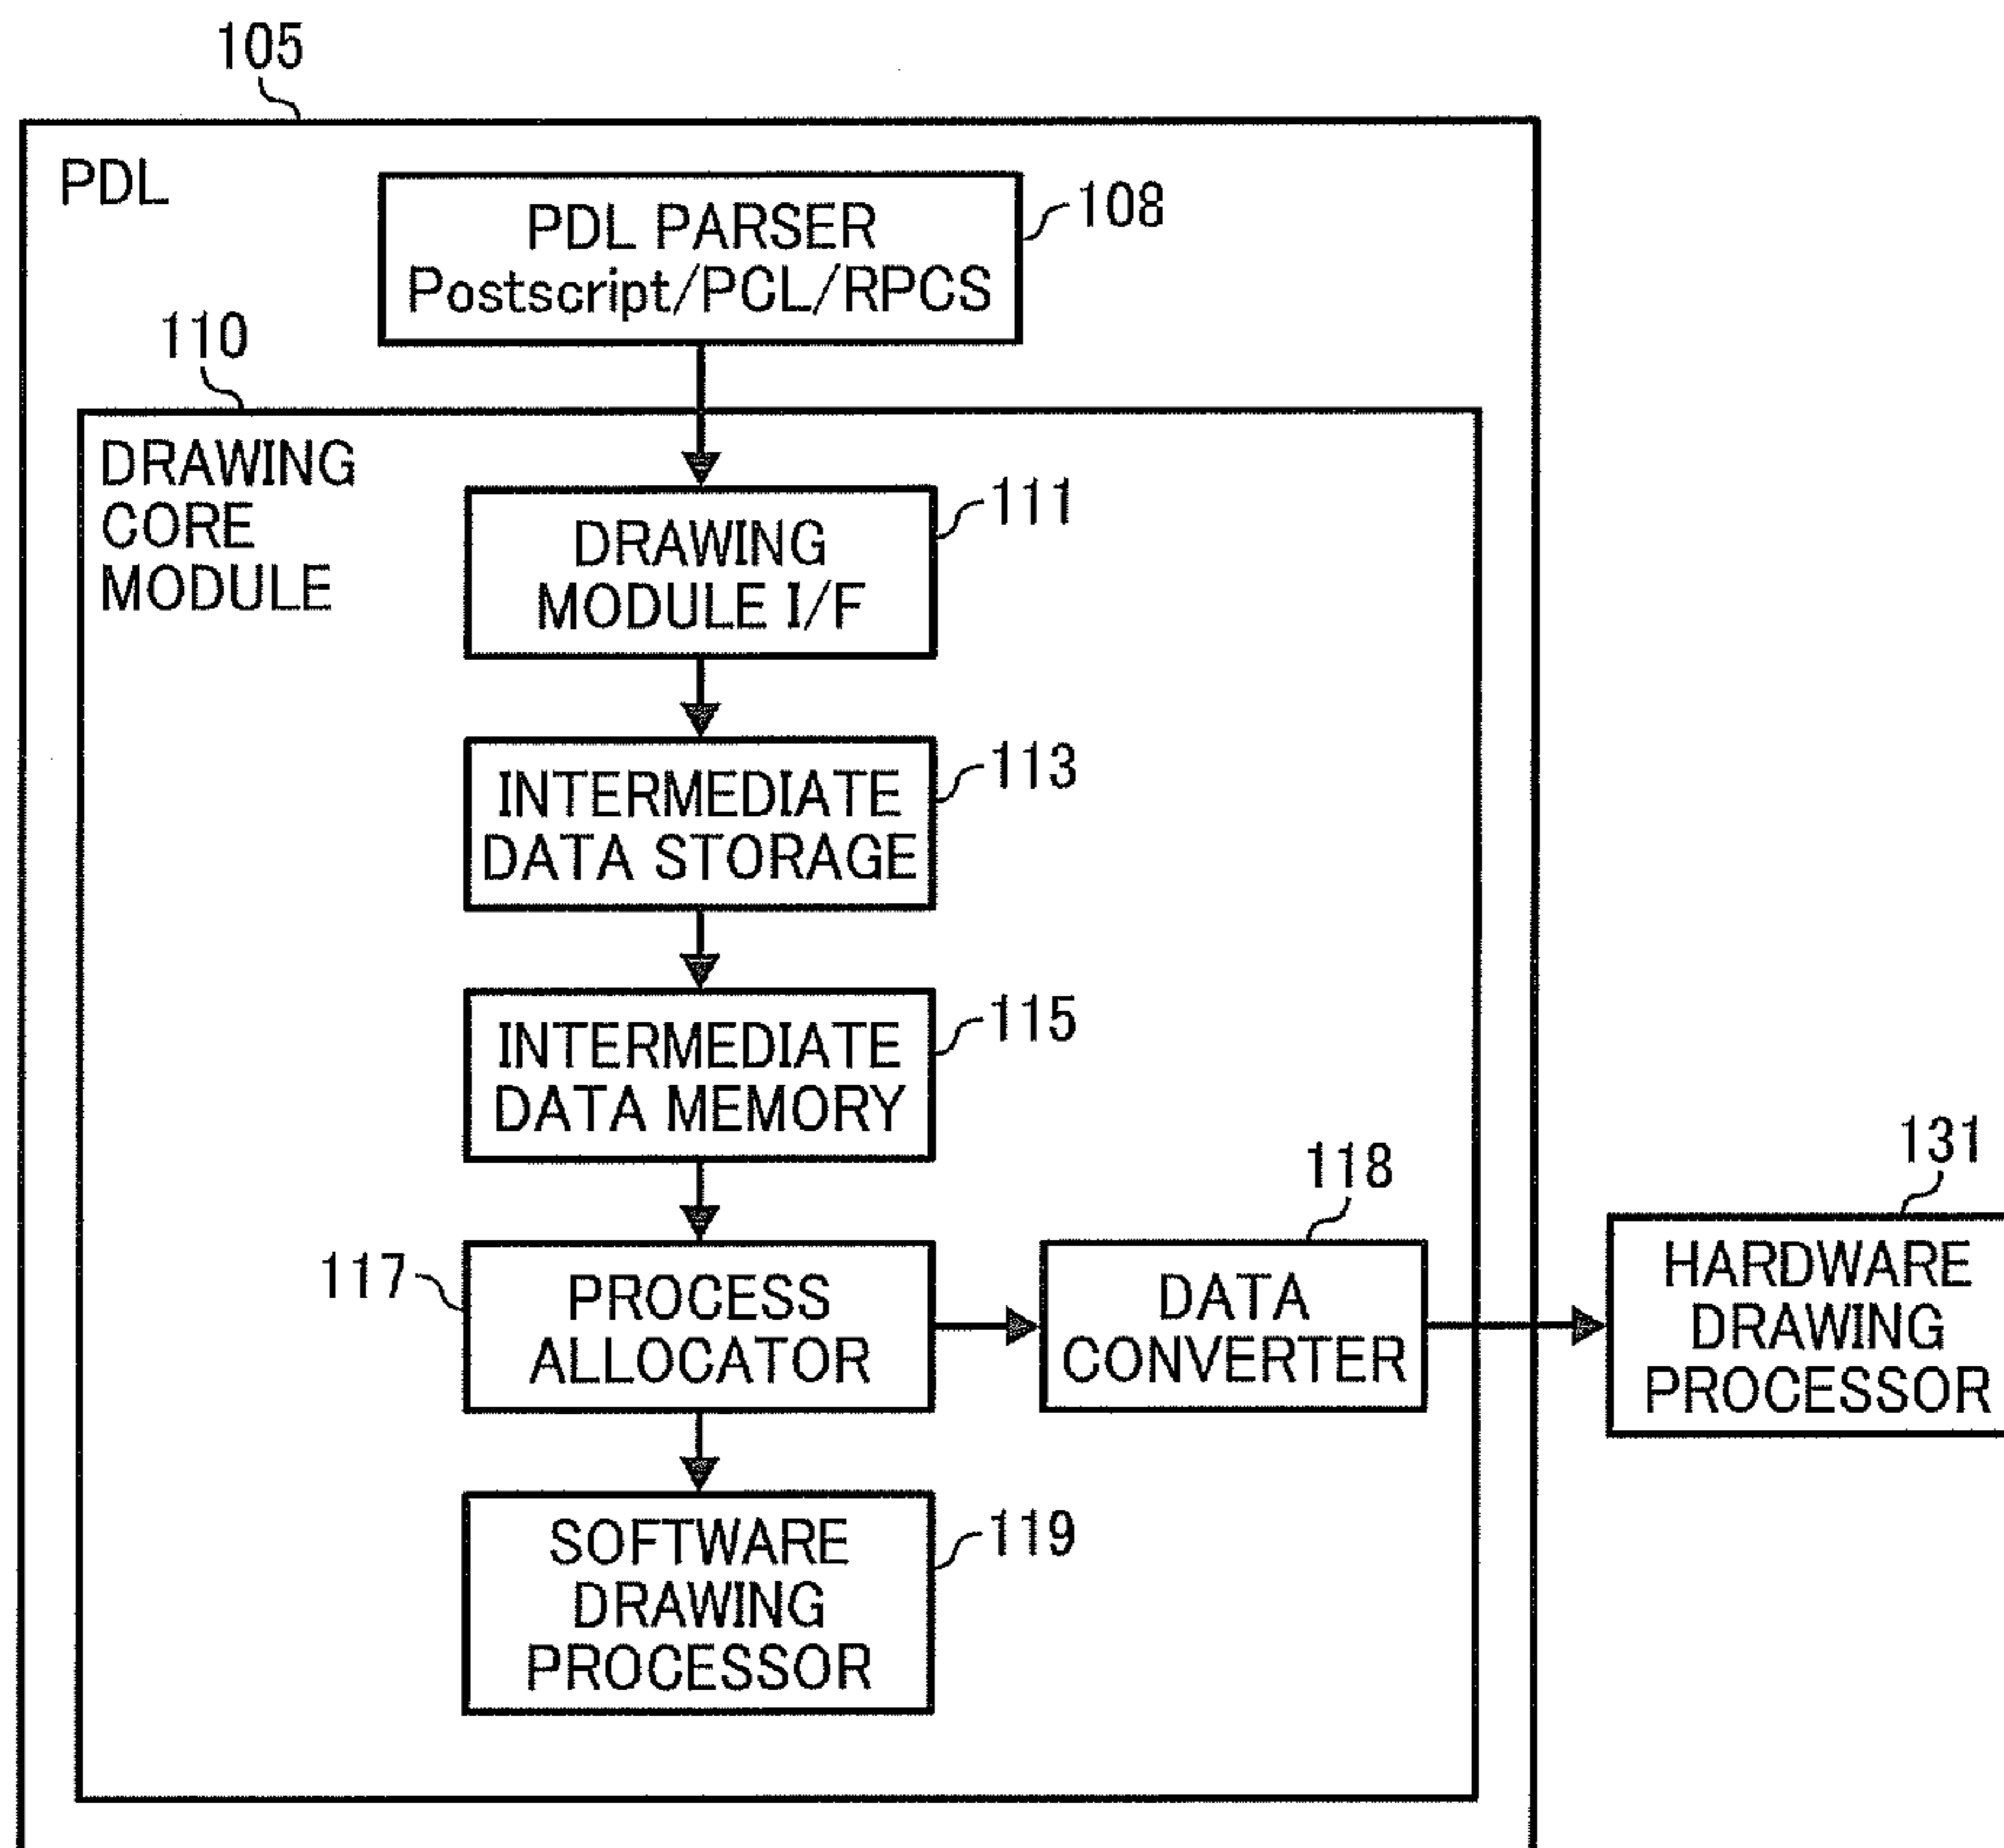 105
PDL
PDL PARSER
Postscript/PCL/RPCS
108
110
DRAWING
CORE
MODULE
DRAWING
MODULE I/F
111
INTERMEDIATE
DATA STORAGE
113
INTERMEDIATE
DATA MEMORY
115
117
PROCESS
ALLOCATOR
118
DATA
CONVERTER
131
HARDWARE
DRAWING
PROCESSOR
SOFTWARE
DRAWING
PROCESSOR
119